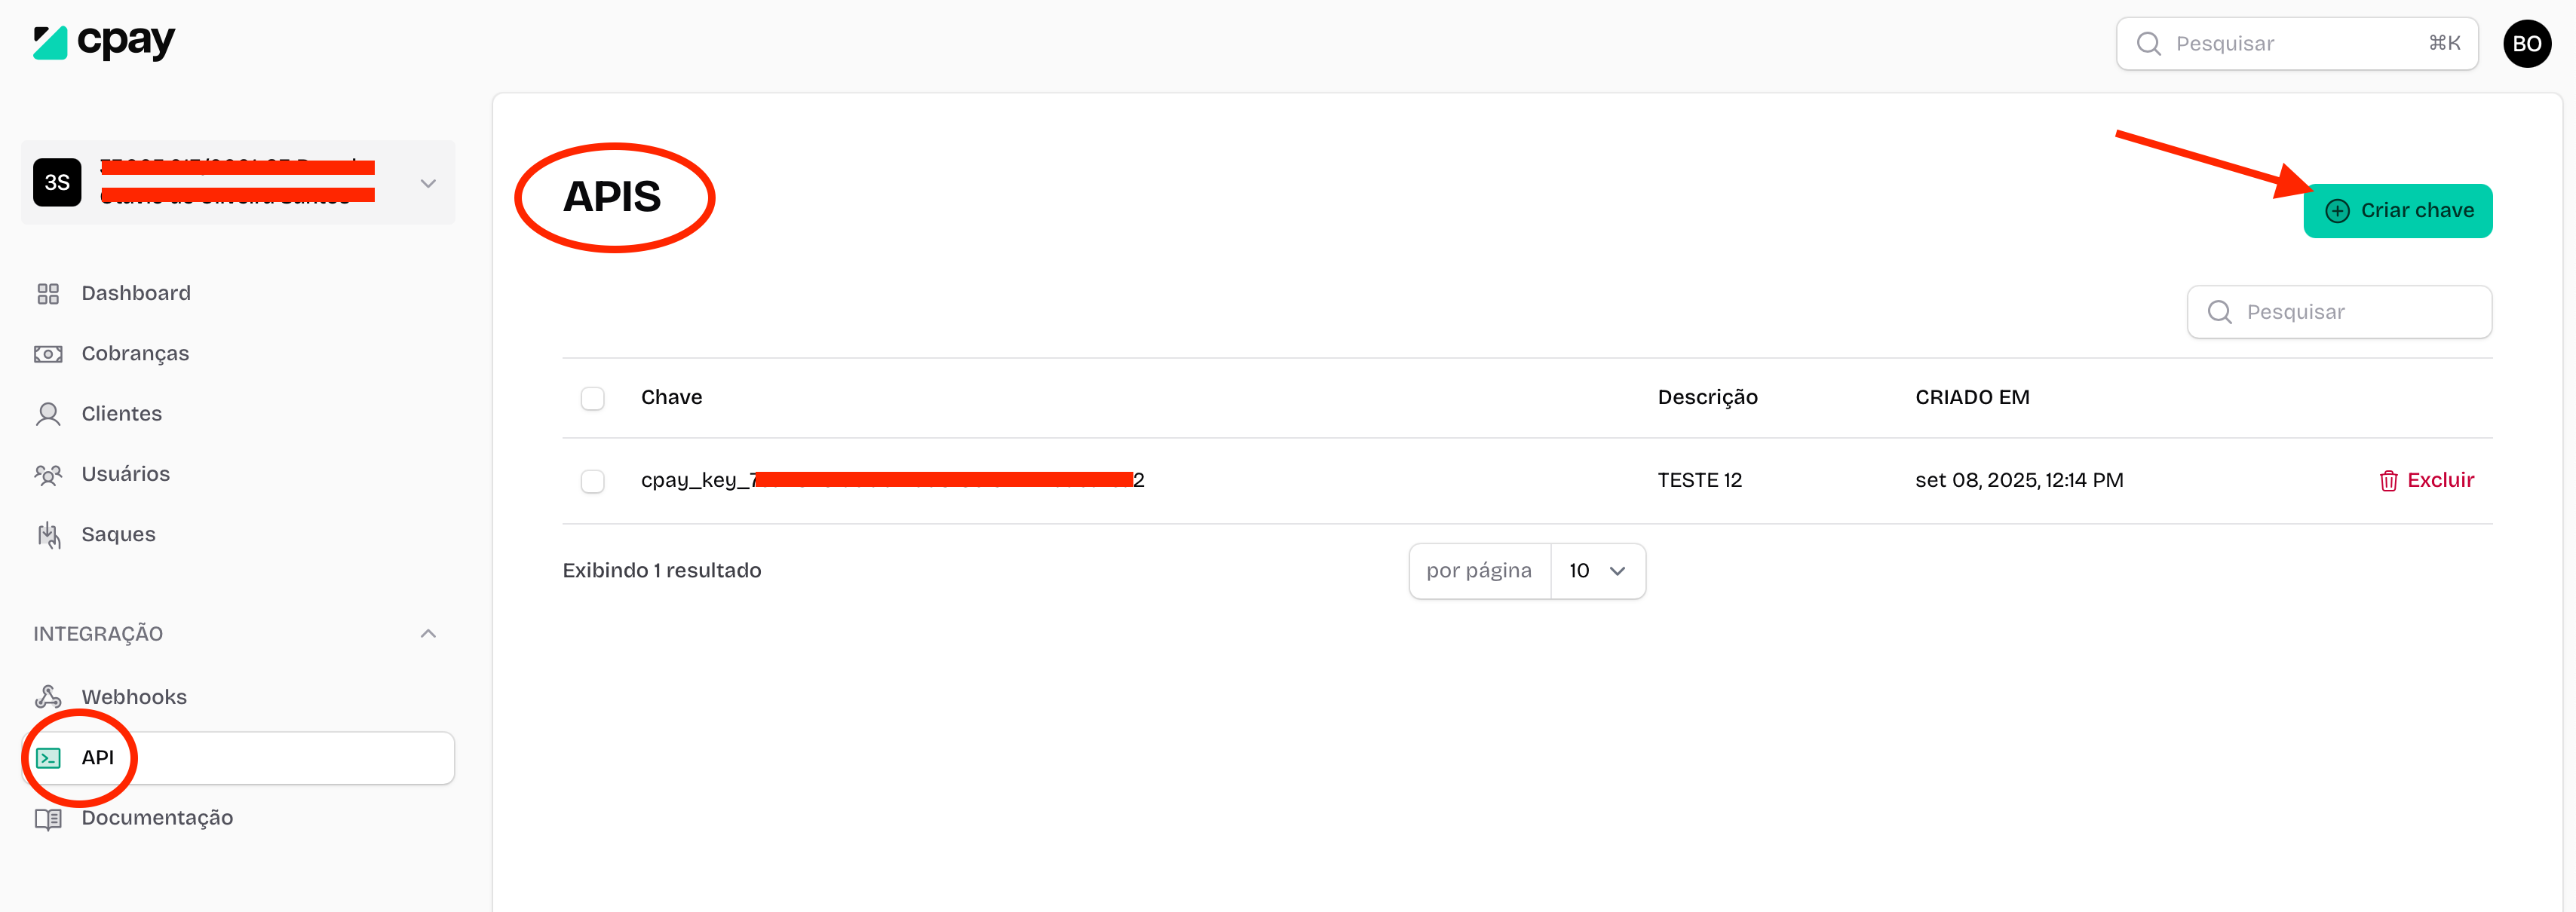 cpay
Pesquisar ⌘K
BO
3S
APIS
Criar chave
Dashboard
Pesquisar
Cobranças
Chave Descrição CRIADO EM
Clientes
Usuários
cpay_key_7 2 TESTE 12 set 08, 2025, 12:14 PM Excluir
Saques
Exibindo 1 resultado por página 10
INTEGRAÇÃO
Webhooks
API
Documentação